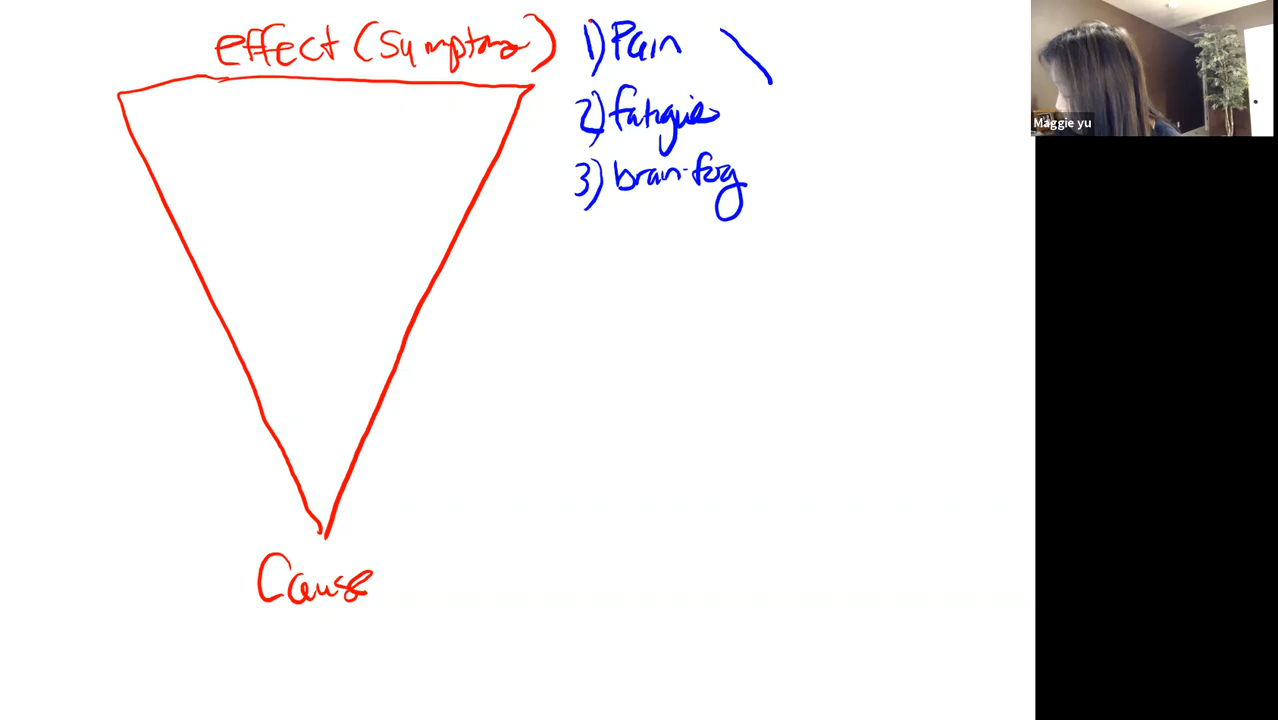 effect (Symptoms)
1) Pain
2) fatigue
3) brain-fog
Cause
Maggie yu